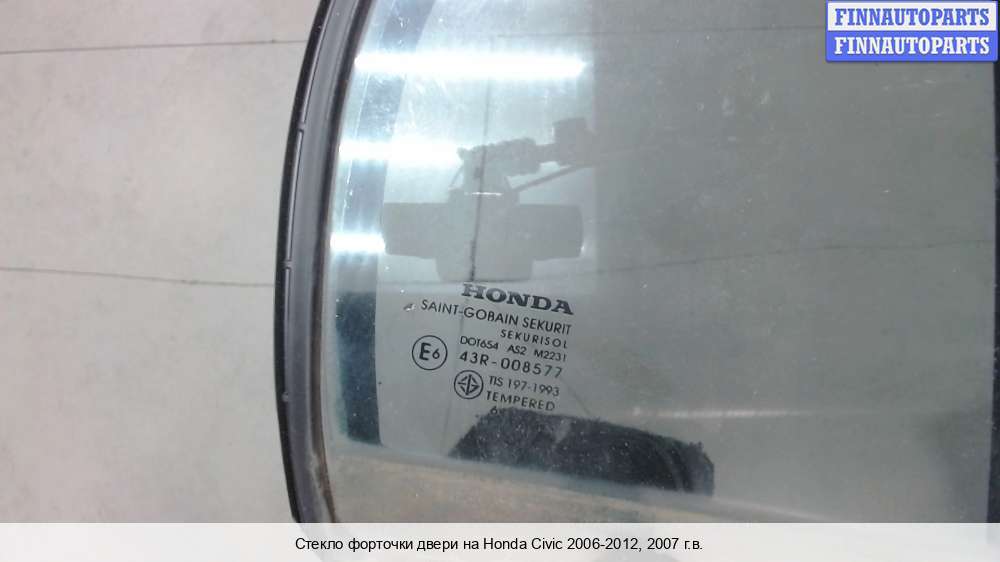 FINNAUTOPARTS
FINNAUTOPARTS
HONDA
SAINT-GOBAIN SEKURIT
SEKURISOL
DOT654 AS2 M2231
E6 43R-008577
TIS 197-1993
TEMPERED
6
Стекло форточки двери на Honda Civic 2006-2012, 2007 г.в.